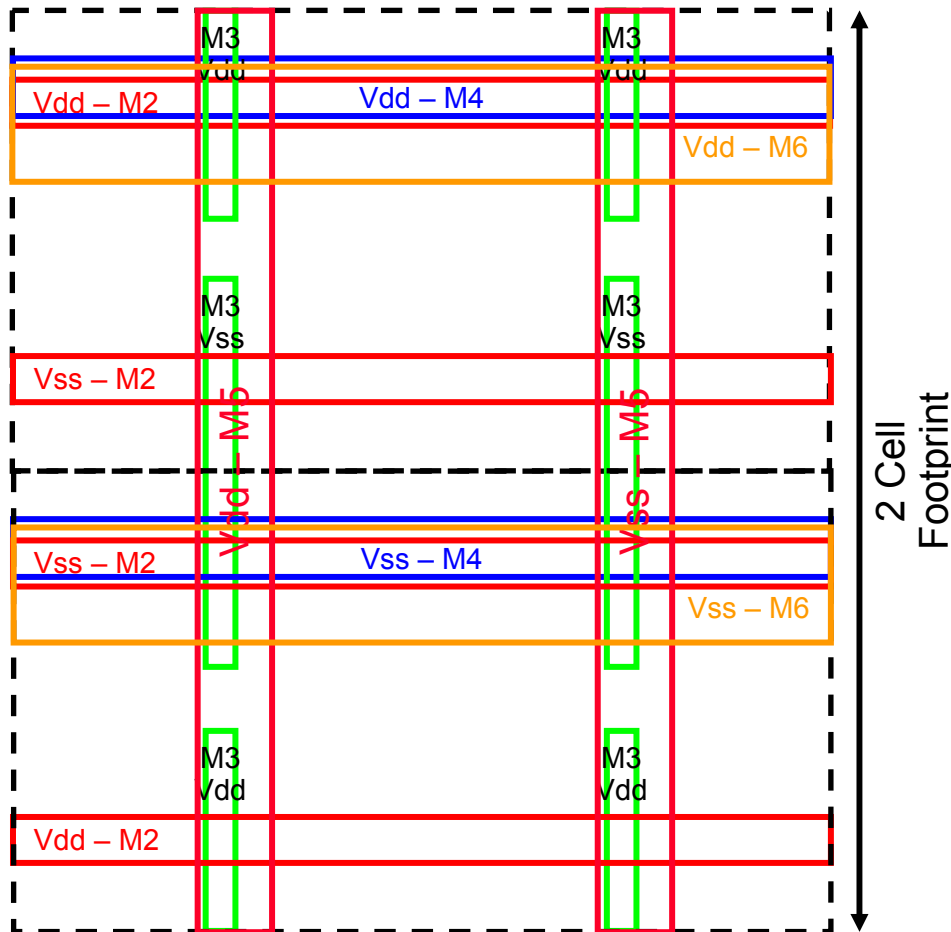 M3
Vdd
M3
Vdd
Vdd – M2
Vdd – M4
Vdd – M6
M3
Vss
M3
Vss
Vss – M2
Vdd – M5
Vss – M5
2 Cell
Footprint
Vss – M2
Vss – M4
Vss – M6
M3
Vdd
M3
Vdd
Vdd – M2